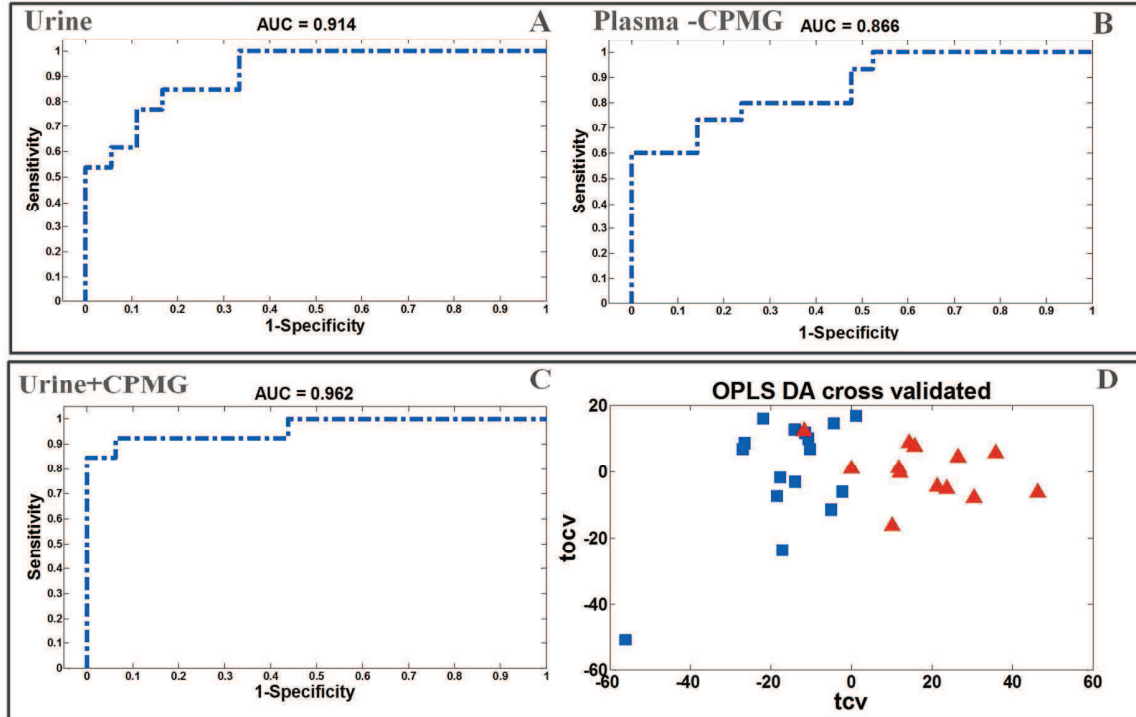 Urine
A
AUC = 0.914
1
0.9
0.8
0.7
0.6
0.5
0.4
0.3
0.2
0.1
0
Sensitivity
0 0.1 0.2 0.3 0.4 0.5 0.6 0.7 0.8 0.9 1
1-Specificity
Plasma -CPMG
B
AUC = 0.866
1
0.9
0.8
0.7
0.6
0.5
0.4
0.3
0.2
0.1
0
Sensitivity
0 0.1 0.2 0.3 0.4 0.5 0.6 0.7 0.8 0.9 1
1-Specificity
Urine+CPMG
C
AUC = 0.962
1
0.9
0.8
0.7
0.6
0.5
0.4
0.3
0.2
0.1
0
Sensitivity
0 0.1 0.2 0.3 0.4 0.5 0.6 0.7 0.8 0.9 1
1-Specificity
D
OPLS DA cross validated
20
0
-20
-40
-60
tocv
-60 -40 -20 0 20 40 60
tcv